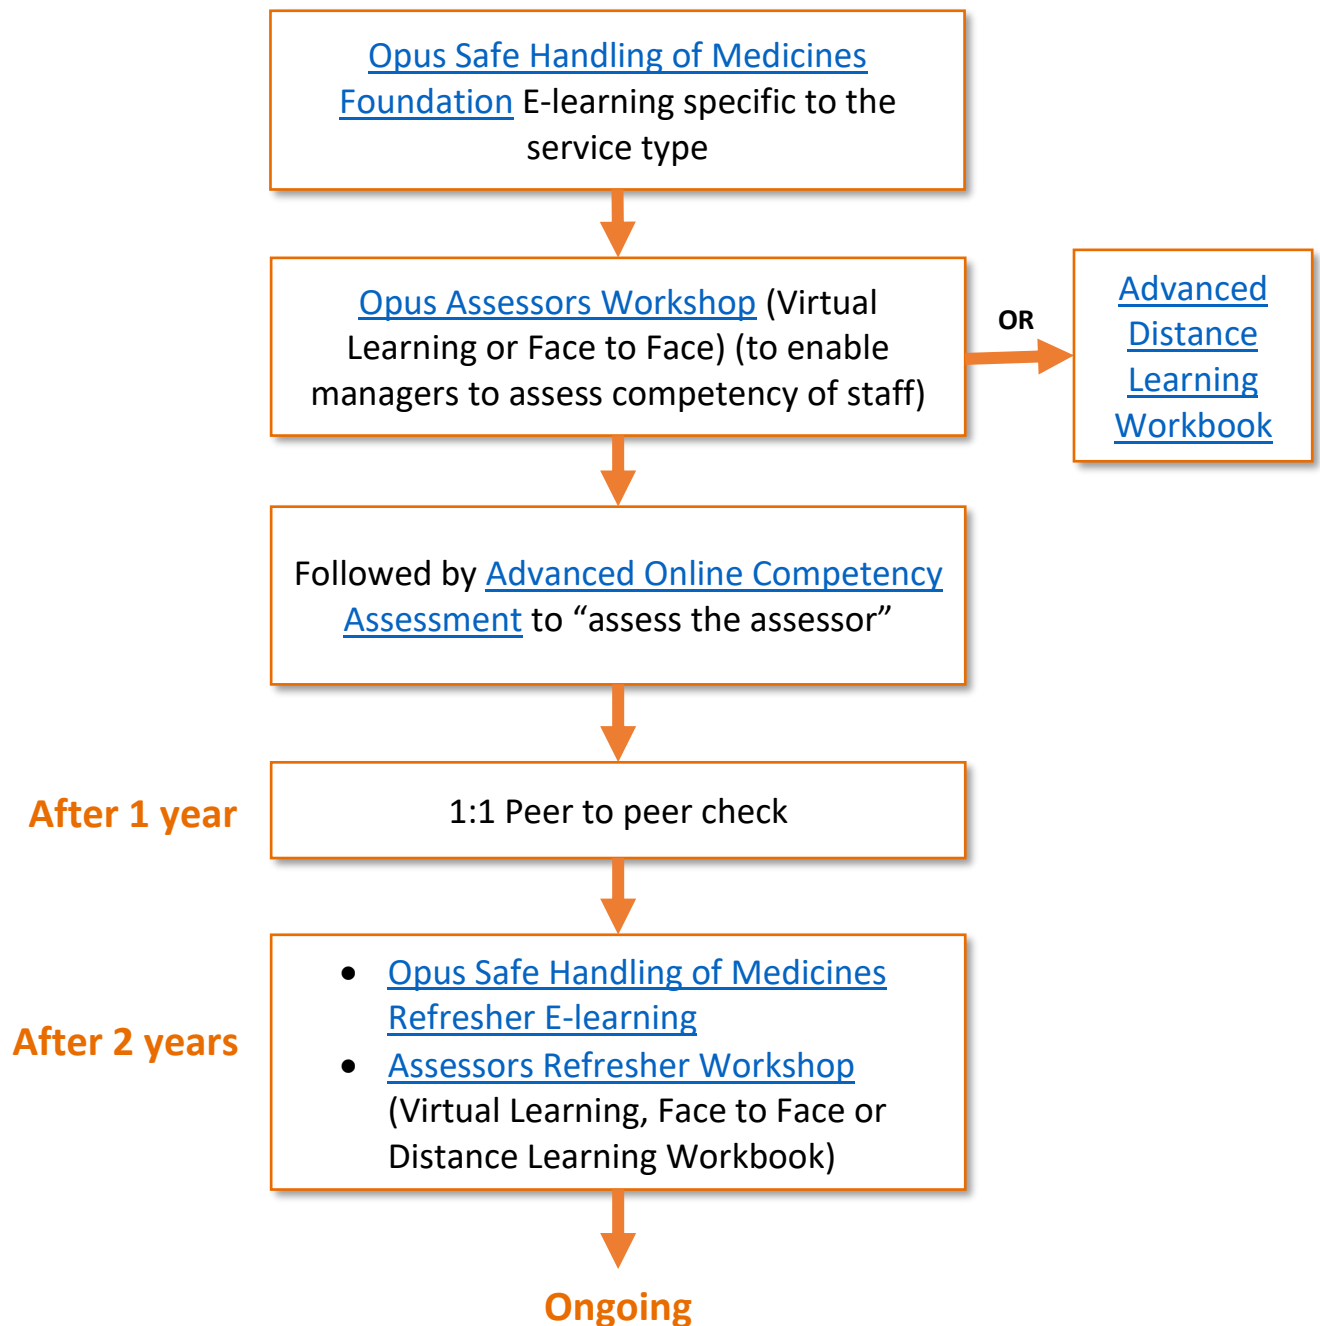 Opus Safe Handling of Medicines
Foundation E-learning specific to the
service type
Opus Assessors Workshop (Virtual
Learning or Face to Face) (to enable
managers to assess competency of staff)
OR
Advanced
Distance
Learning
Workbook
Followed by Advanced Online Competency
Assessment to “assess the assessor”
After 1 year
1:1 Peer to peer check
After 2 years
• Opus Safe Handling of Medicines
Refresher E-learning
• Assessors Refresher Workshop
(Virtual Learning, Face to Face or
Distance Learning Workbook)
Ongoing